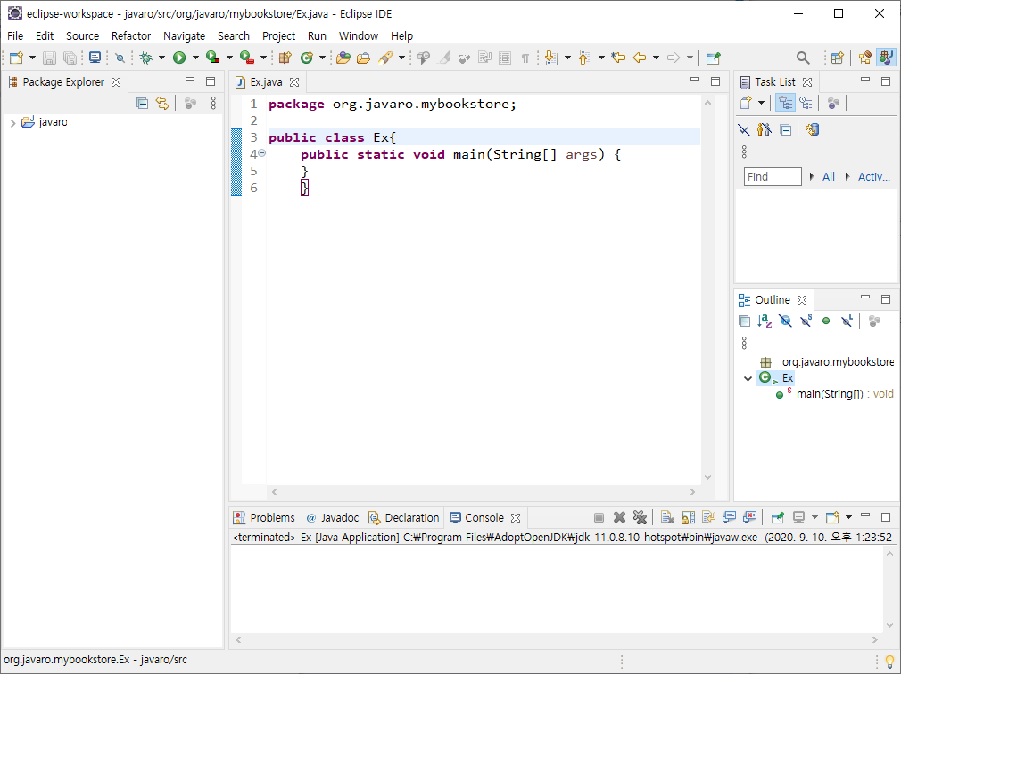 eclipse-workspace - javaro/src/org/javaro/mybookstore/Ex.java - Eclipse IDE
File Edit Source Refactor Navigate Search Project Run Window Help
Package Explorer
javaro
Ex.java
1 package org.javaro.mybookstore;
2
3 public class Ex{
4 public static void main(String[] args) {
5 }
6 }
Task List
Find All Activ...
Outline
org.javaro.mybookstore
Ex
main(String[]) : void
Problems @ Javadoc Declaration Console
<terminated> Ex [Java Application] C:₩Program Files₩AdoptOpenJDK₩jdk-11.0.8.10-hotspot₩bin₩javaw.exe (2020. 9. 10. 오후 1:23:52
org.javaro.mybookstore.Ex - javaro/src